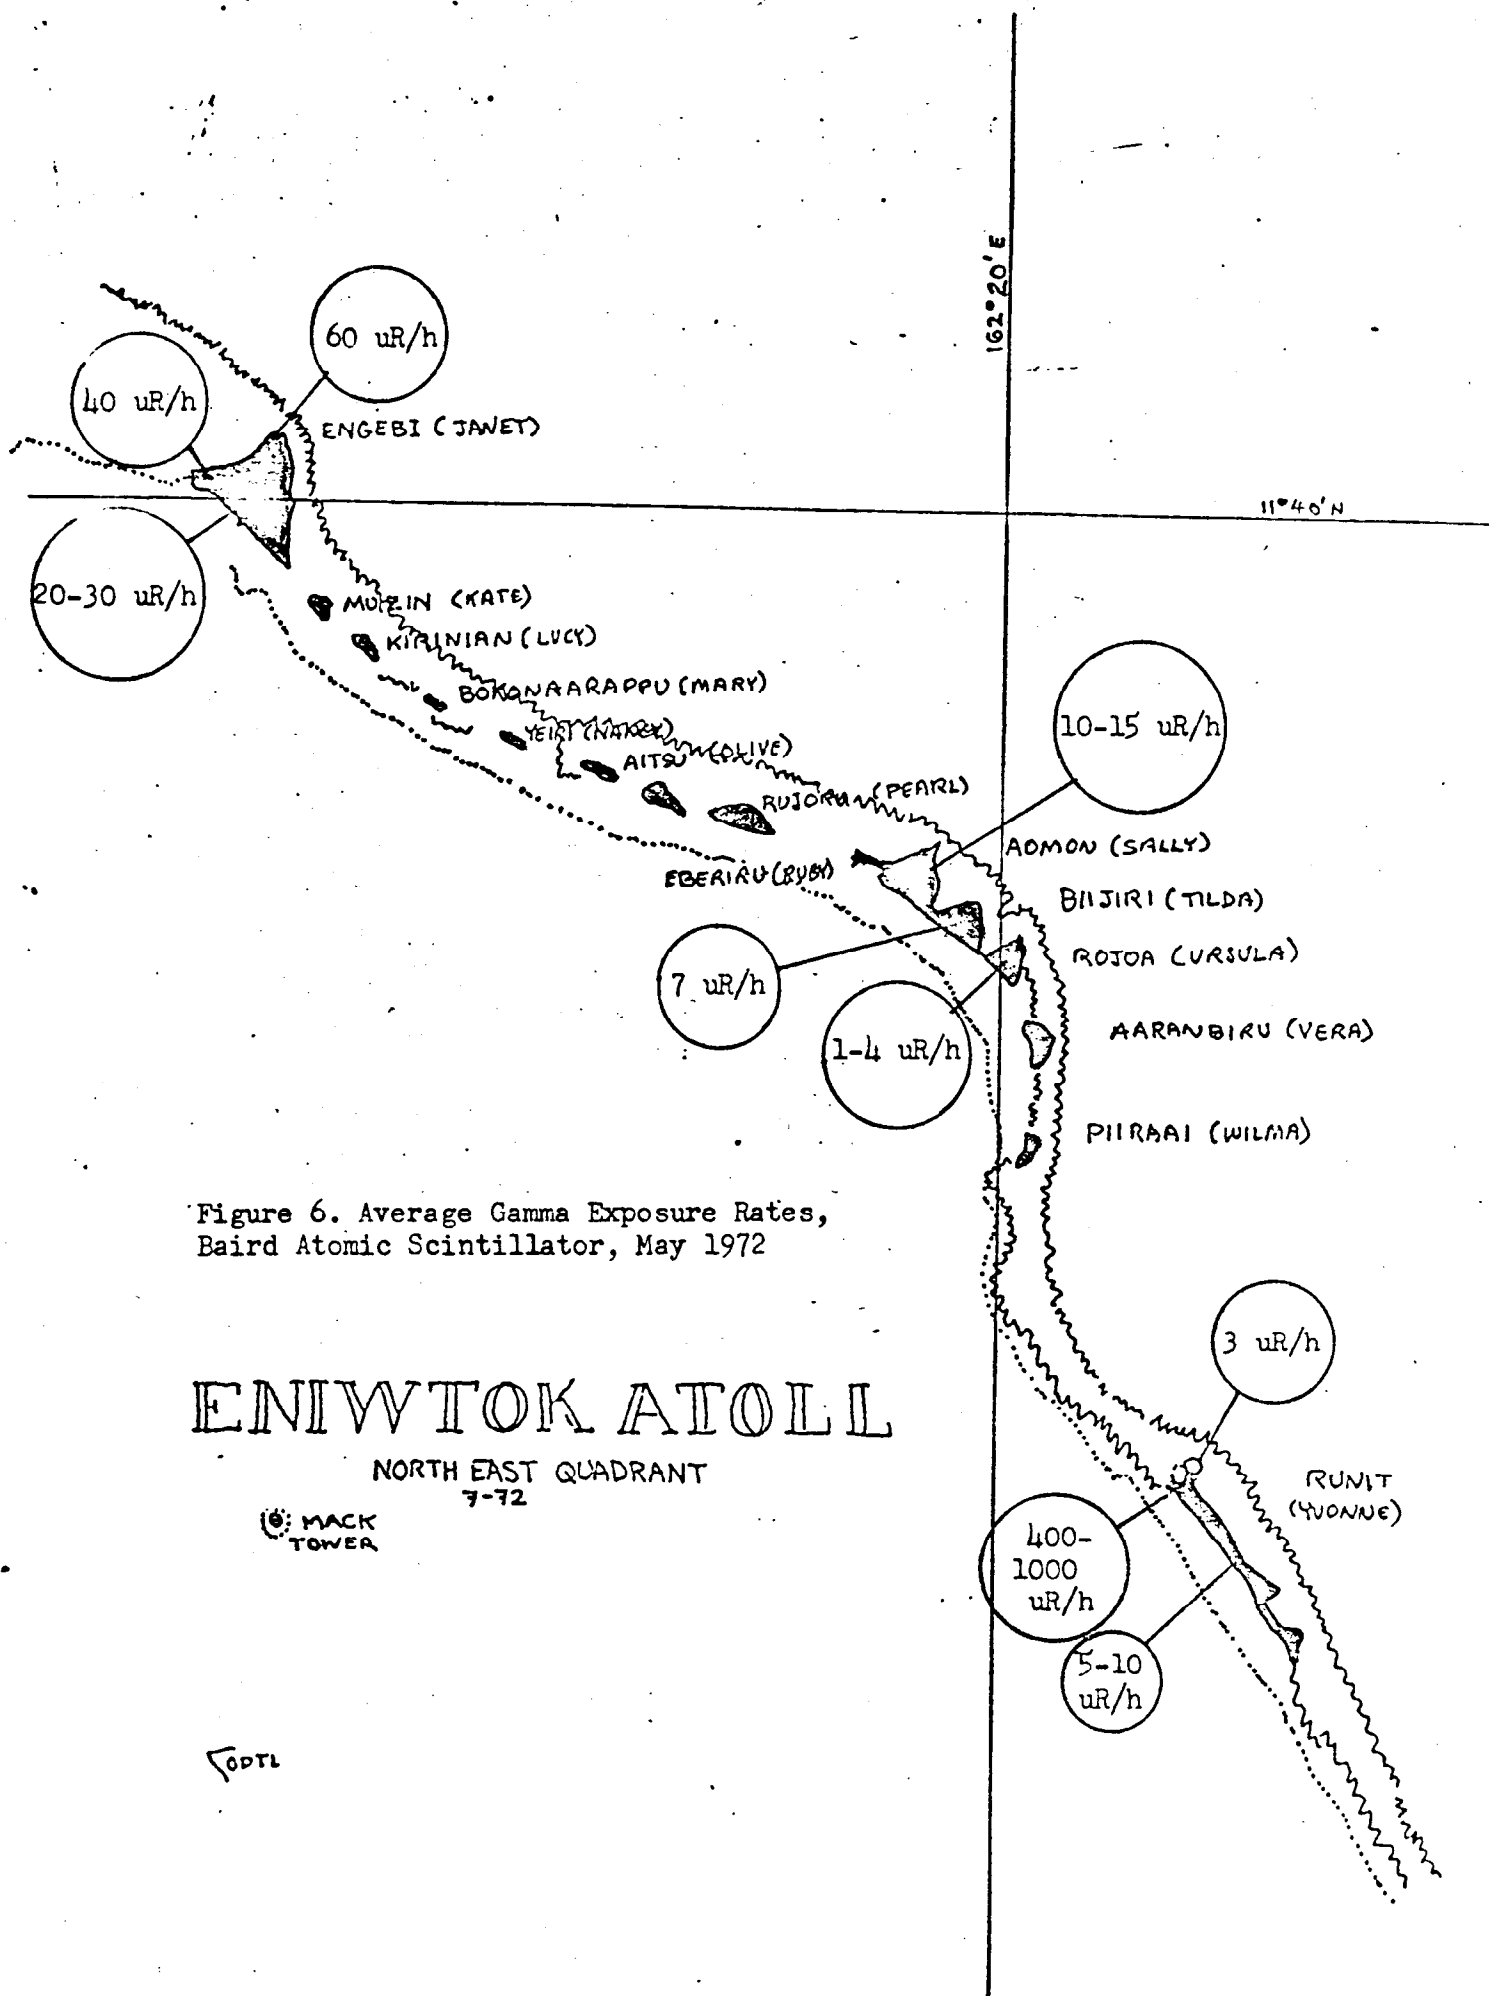 162°20'E
60 uR/h
40 uR/h
ENGEBI (JANET)
11°40'N
20-30 uR/h
MUZIN (KATE)
KIRINIAN (LUCY)
BOKONAARAPPU (MARY)
10-15 uR/h
YEIRI (NANCY)
AITSU (OLIVE)
RUJORU (PEARL)
AOMON (SALLY)
EBERIRU (RUBY)
BIIJIRI (TILDA)
ROJOA (URSULA)
7 uR/h
1-4 uR/h
AARANBIRU (VERA)
PIIRAAI (WILMA)
Figure 6. Average Gamma Exposure Rates,
Baird Atomic Scintillator, May 1972
3 uR/h
ENIWTOK ATOLL
NORTH EAST QUADRANT
7-72
RUNIT
(YVONNE)
MACK
TOWER
400-
1000
uR/h
5-10
uR/h
ODTL